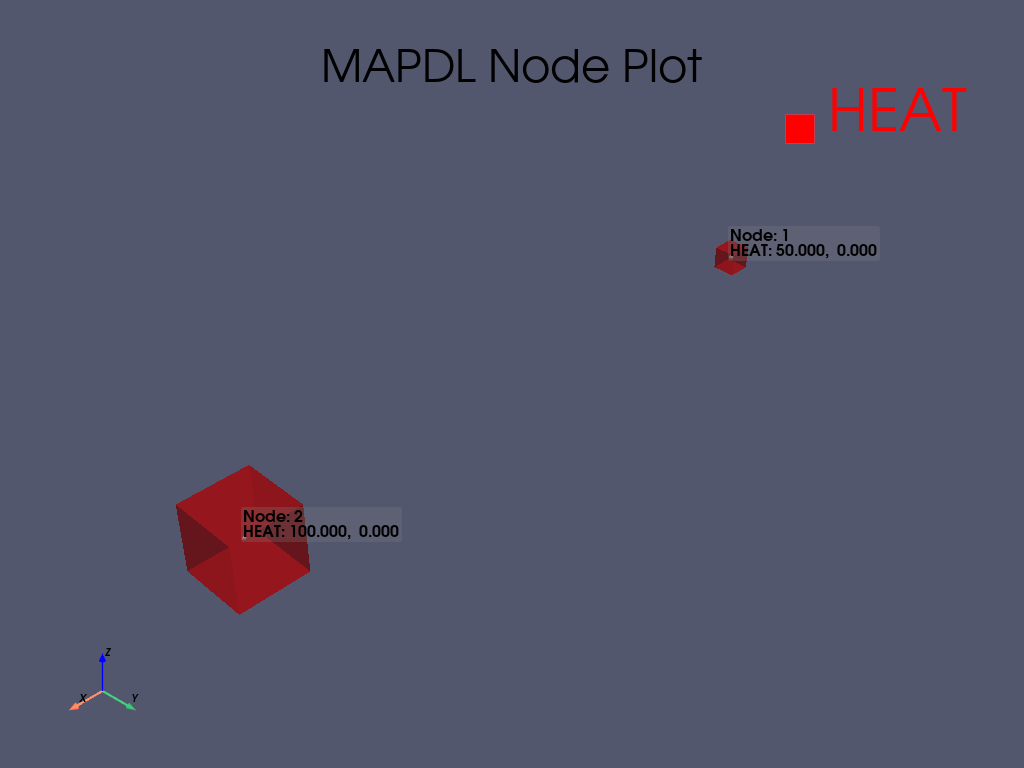 MAPDL Node Plot
HEAT
Node: 1
HEAT: 50.000, 0.000
Node: 2
HEAT: 100.000, 0.000
Z
X
Y